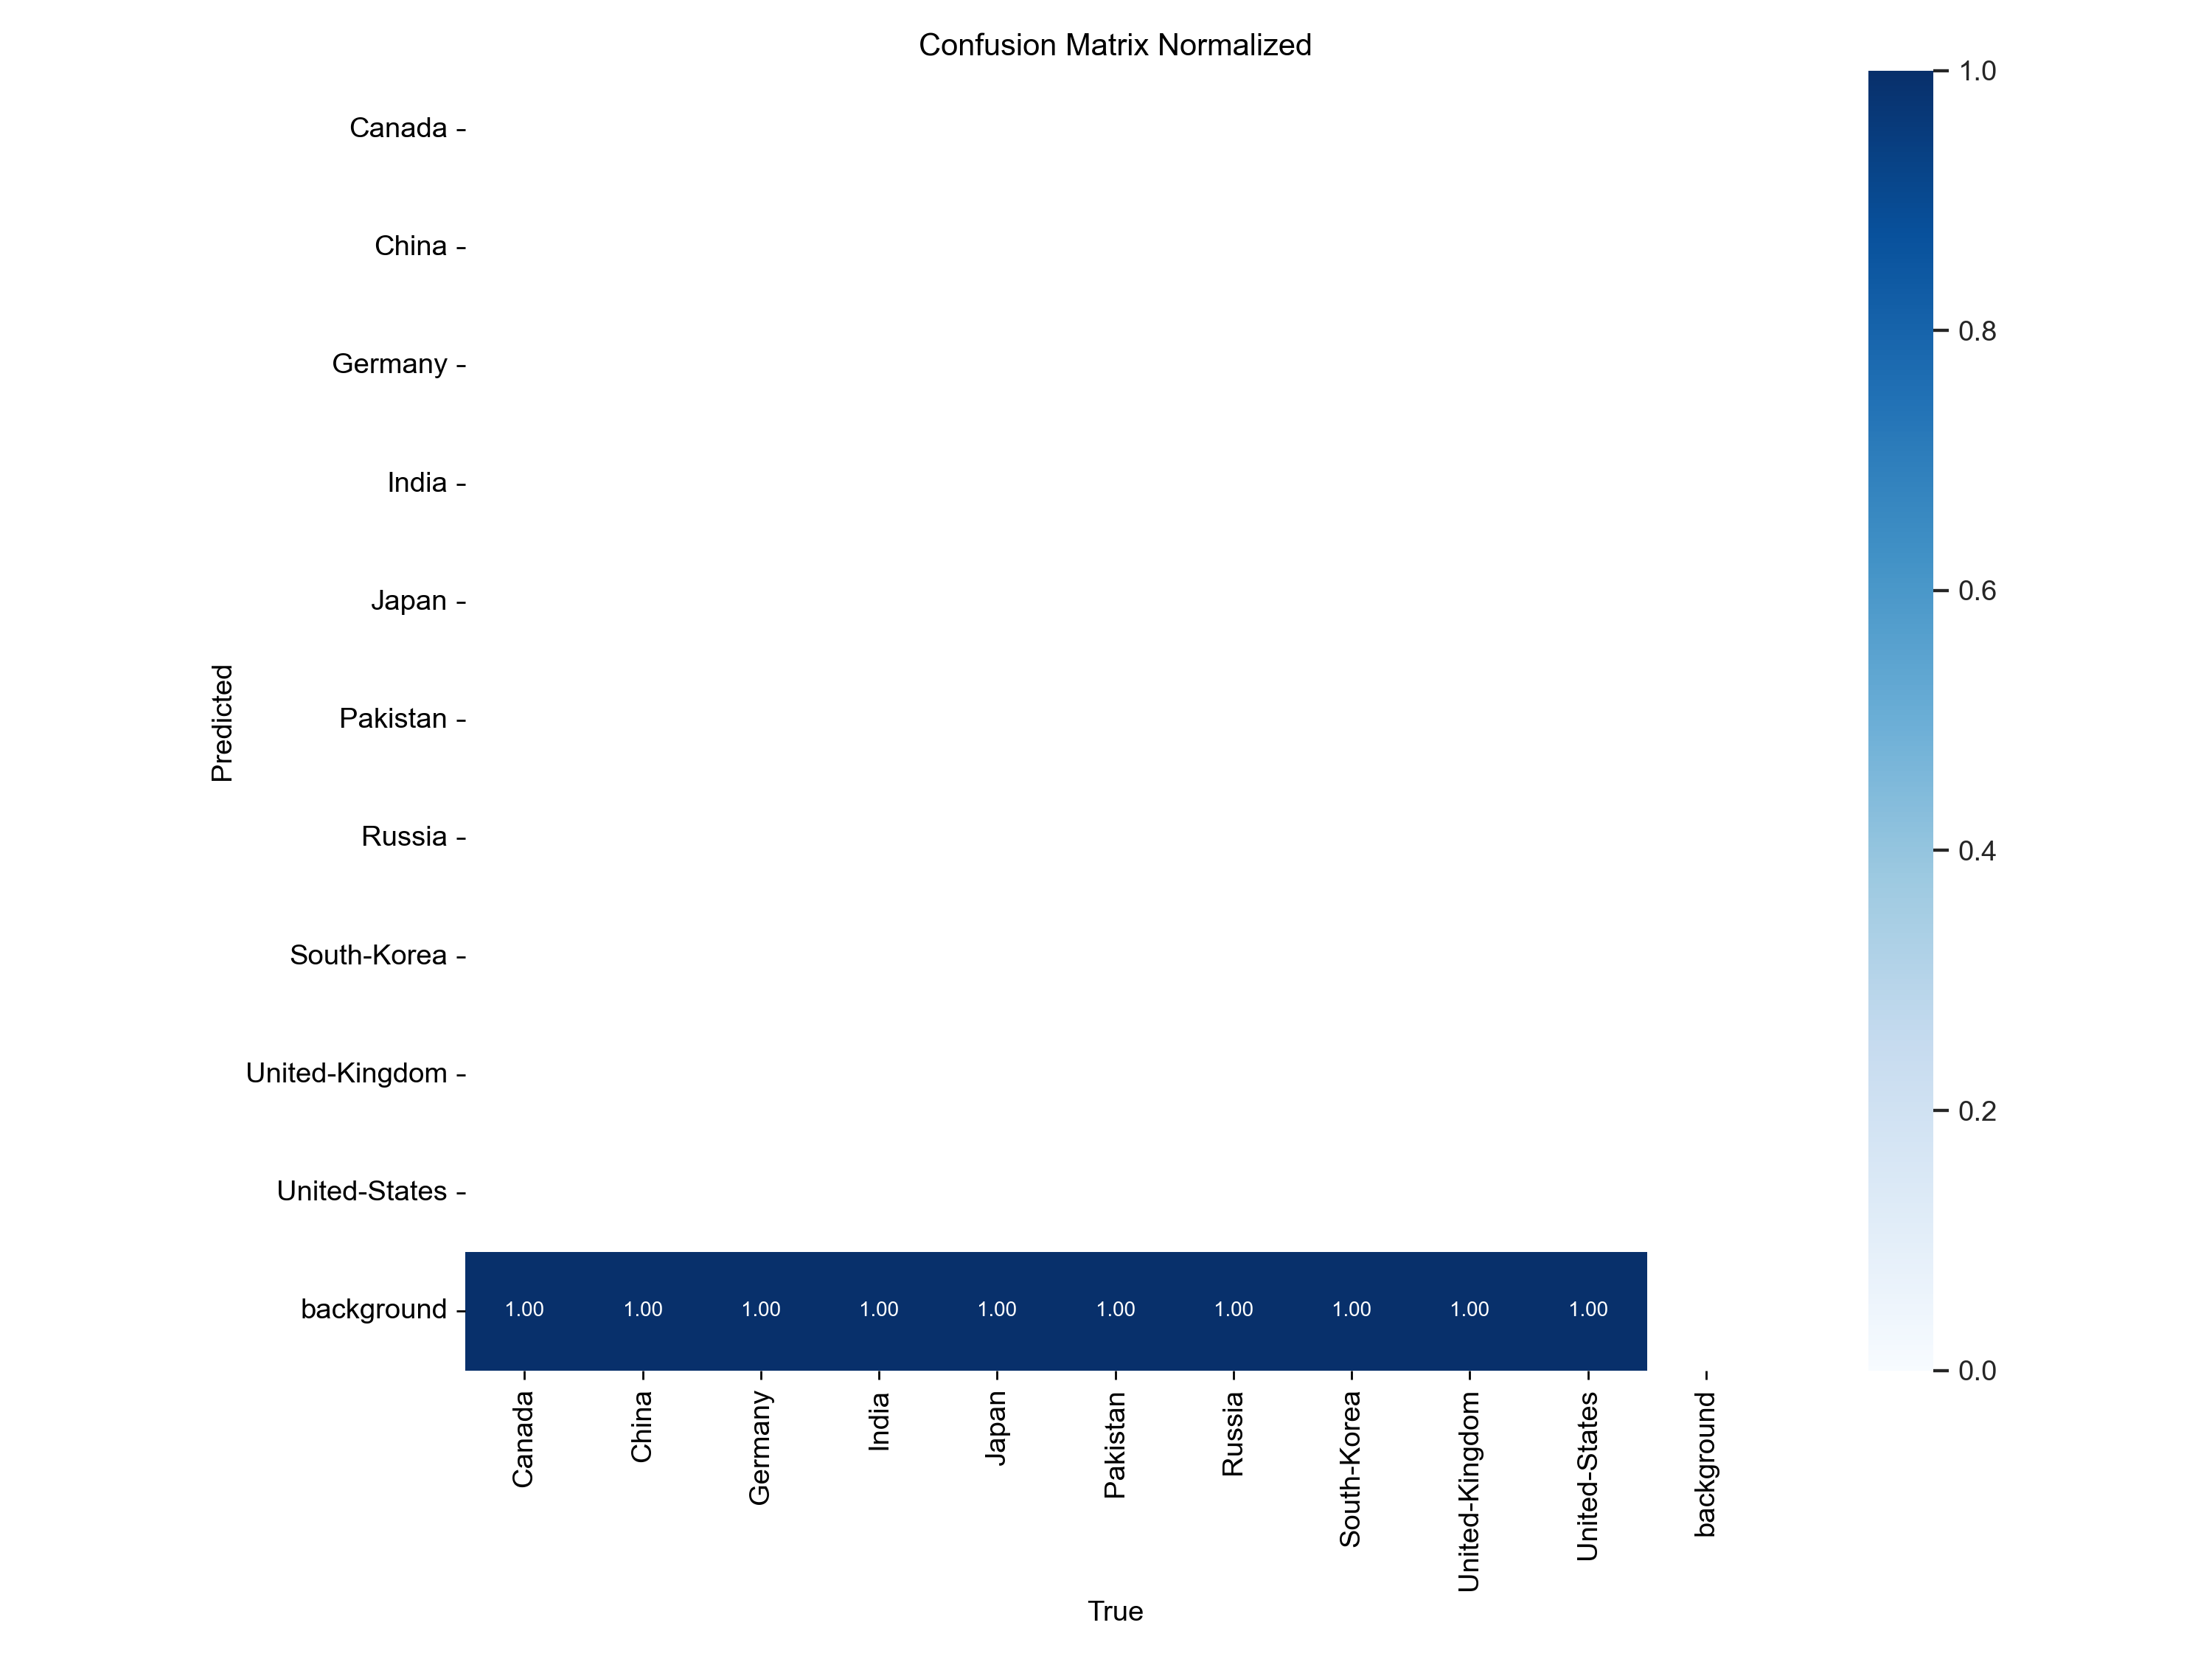 Confusion Matrix Normalized
Canada
China
Germany
India
Japan
Pakistan
Russia
South-Korea
United-Kingdom
United-States
background
Predicted
1.00 1.00 1.00 1.00 1.00 1.00 1.00 1.00 1.00 1.00
Canada
China
Germany
India
Japan
Pakistan
Russia
South-Korea
United-Kingdom
United-States
background
True
1.0
0.8
0.6
0.4
0.2
0.0